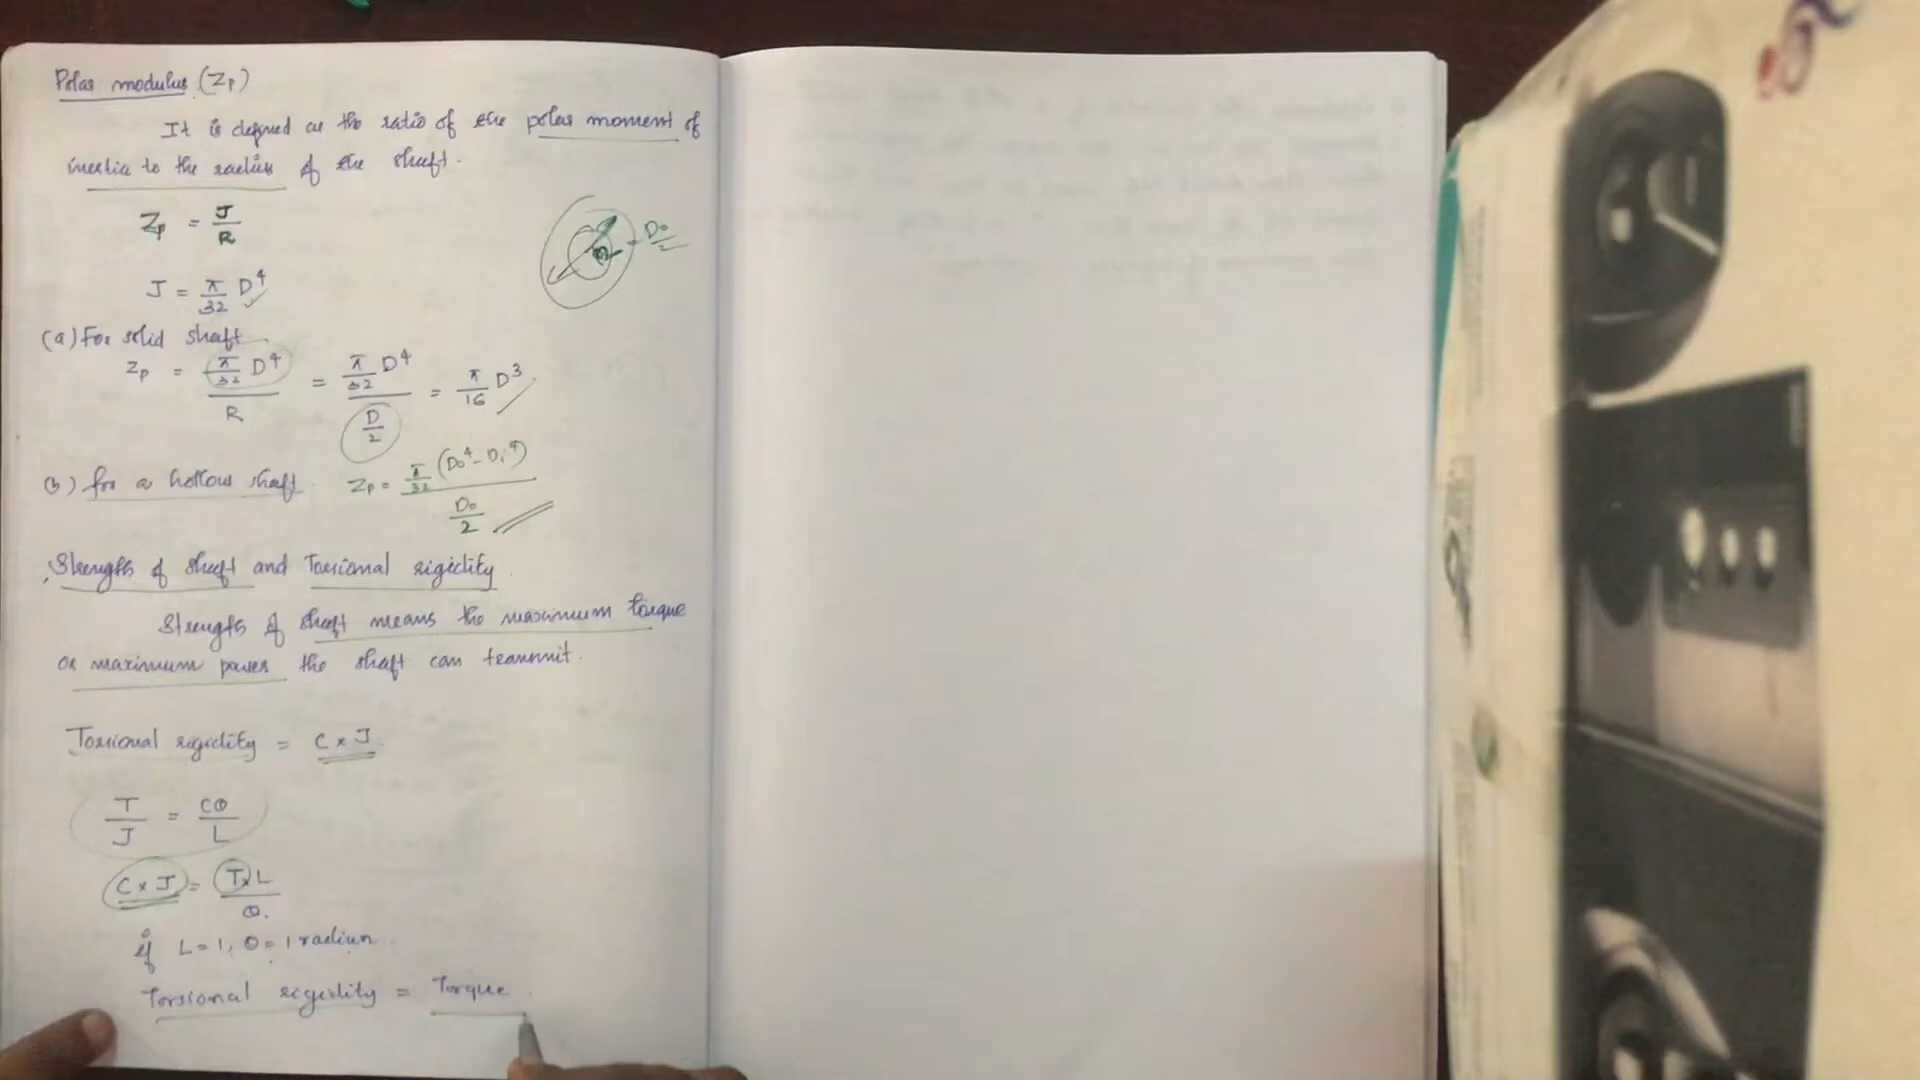 Polar modulus (Zp)
It is defined as the ratio of the polar moment of
inertia to the radius of the shaft.
Zp = J/R
= Do/2
J = π/32 D⁴
(a) For solid shaft
Zp = π/32 D⁴ / R = π/32 D⁴ / D/2 = π/16 D³
(b) for a hollow shaft Zp = π/32 (Do⁴ - Di⁴) / Do/2
Strength of shaft and Torsional rigidity
Strength of shaft means the maximum torque
or maximum power the shaft can transmit.
Torsional rigidity = C x J
T/J = Cθ/L
C x J = T x L / θ.
if L = 1, θ = 1 radian
Torsional rigidity = Torque